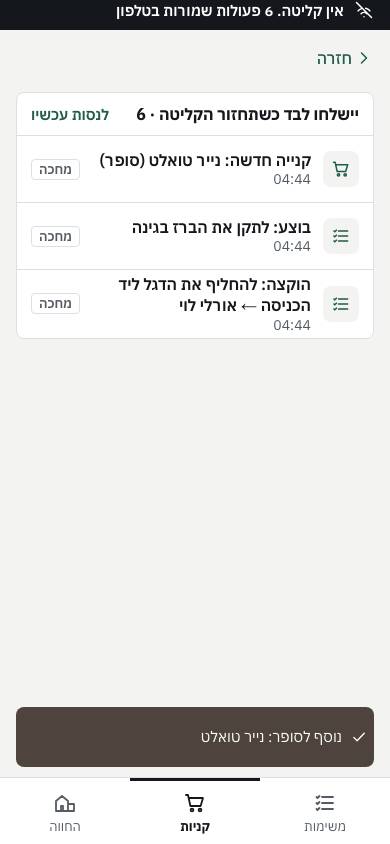 אין קליטה. 6 פעולות שמורות בטלפון
חזרה
יישלחו לבד כשתחזור הקליטה · 6
לנסות עכשיו
קנייה חדשה: נייר טואלט (סופר)
04:44
מחכה
בוצע: לתקן את הברז בגינה
04:44
מחכה
הוקצה: להחליף את הדגל ליד
הכניסה ← אורלי לוי
04:44
מחכה
נוסף לסופר: נייר טואלט
משימות
קניות
החווה